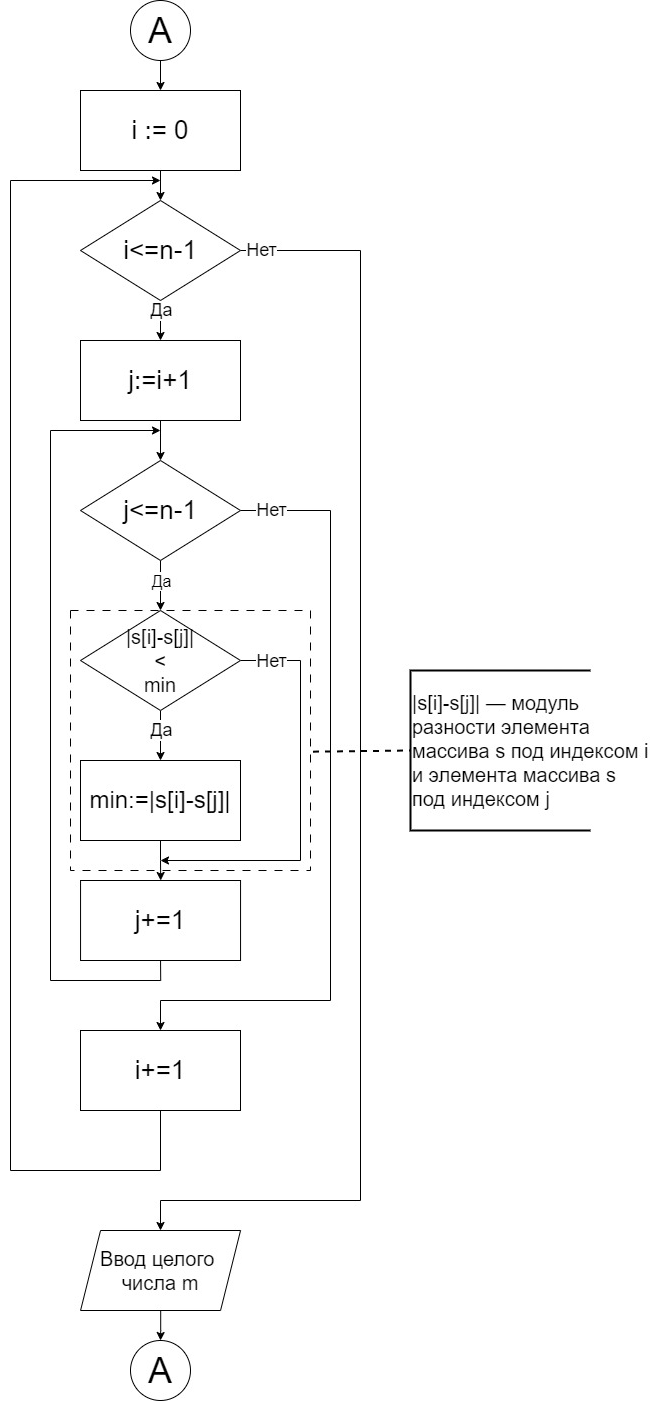 A
i := 0
i<=n-1
Нет
Да
j:=i+1
j<=n-1
Нет
Да
|s[i]-s[j]|
<
min
Нет
Да
min:=|s[i]-s[j]|
|s[i]-s[j]| — модуль
разности элемента
массива s под индексом i
и элемента массива s
под индексом j
j+=1
i+=1
Ввод целого
числа m
A